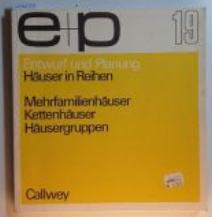 e+p 19
Entwurf und Planung
Häuser in Reihen
Mehrfamilienhäuser
Kettenhäuser
Häusergruppen
Callwey